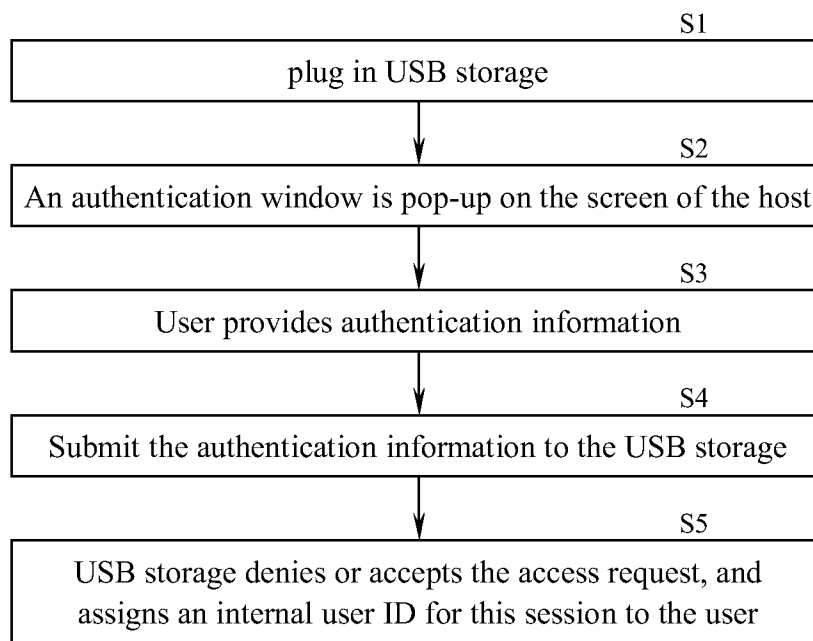 S1
plug in USB storage
S2
An authentication window is pop-up on the screen of the host
S3
User provides authentication information
S4
Submit the authentication information to the USB storage
S5
USB storage denies or accepts the access request, and
assigns an internal user ID for this session to the user